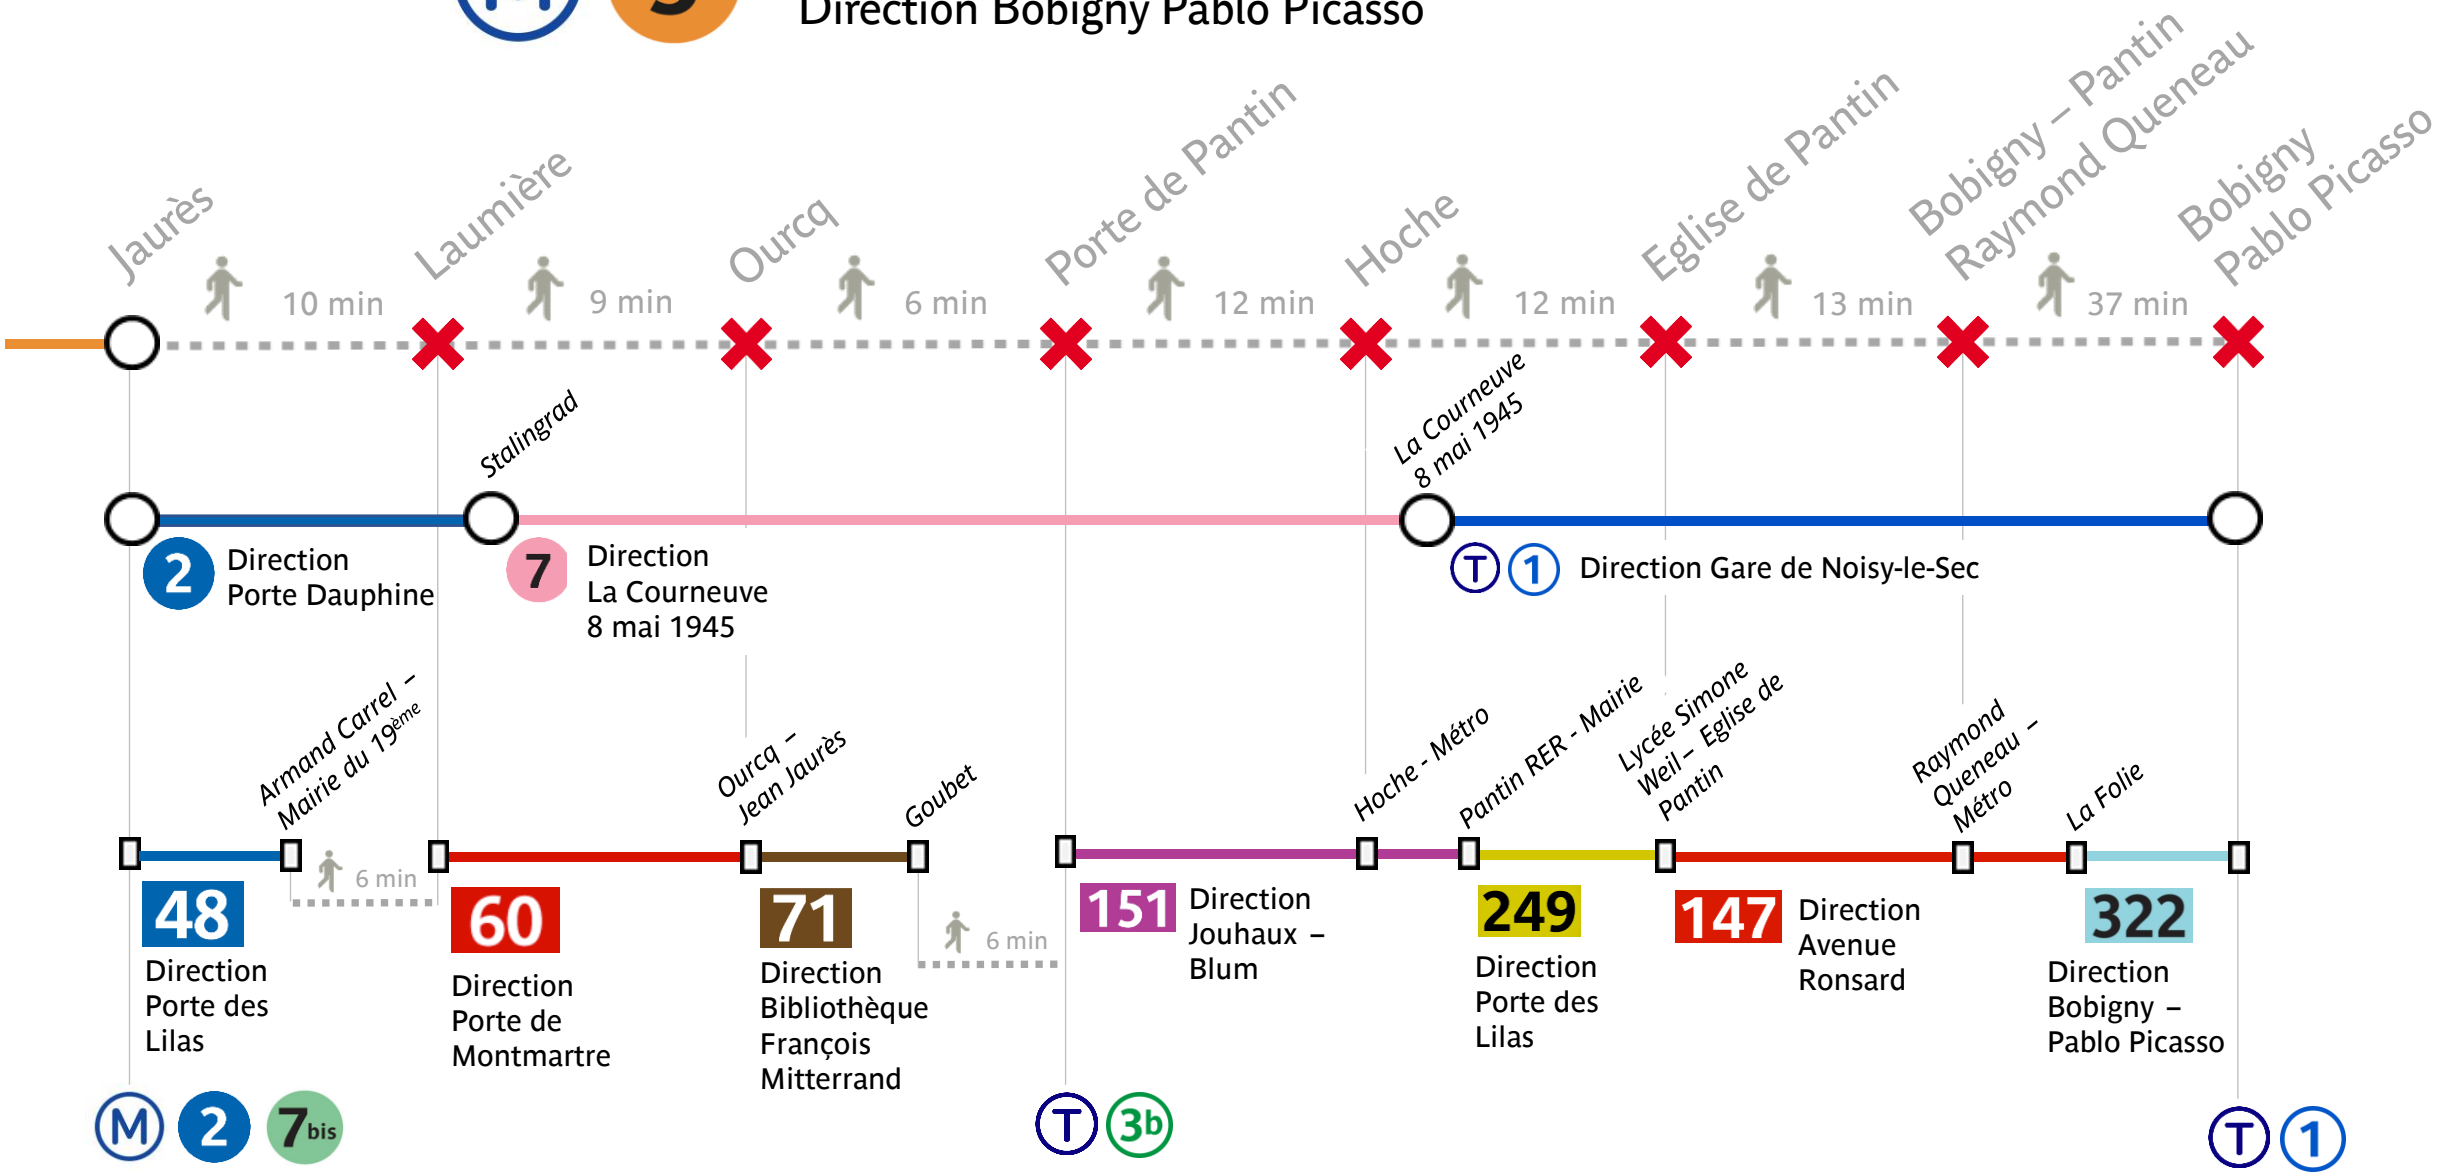 M 5
Direction Bobigny Pablo Picasso
Jaurès
Laumière
Ourcq
Porte de Pantin
Hoche
Eglise de Pantin
Bobigny – Pantin
Raymond Queneau
Bobigny
Pablo Picasso
10 min
9 min
6 min
12 min
12 min
13 min
37 min
Stalingrad
La Courneuve
8 mai 1945
2
Direction
Porte Dauphine
7
Direction
La Courneuve
8 mai 1945
T 1
Direction Gare de Noisy-le-Sec
Armand Carrel –
Mairie du 19ème
Ourcq –
Jean Jaurès
Goubet
Hoche - Métro
Pantin RER - Mairie
Lycée Simone
Weil – Eglise de
Pantin
Raymond
Queneau –
Métro
La Folie
6 min
6 min
48
Direction
Porte des
Lilas
60
Direction
Porte de
Montmartre
71
Direction
Bibliothèque
François
Mitterrand
151
Direction
Jouhaux –
Blum
249
Direction
Porte des
Lilas
147
Direction
Avenue
Ronsard
322
Direction
Bobigny –
Pablo Picasso
M 2 7bis
T 3b
T 1